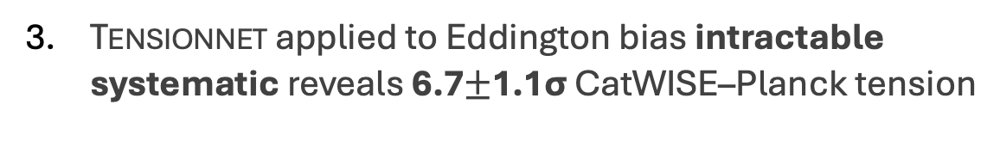 3. TENSIONNET applied to Eddington bias intractable
systematic reveals 6.7±1.1σ CatWISE–Planck tension